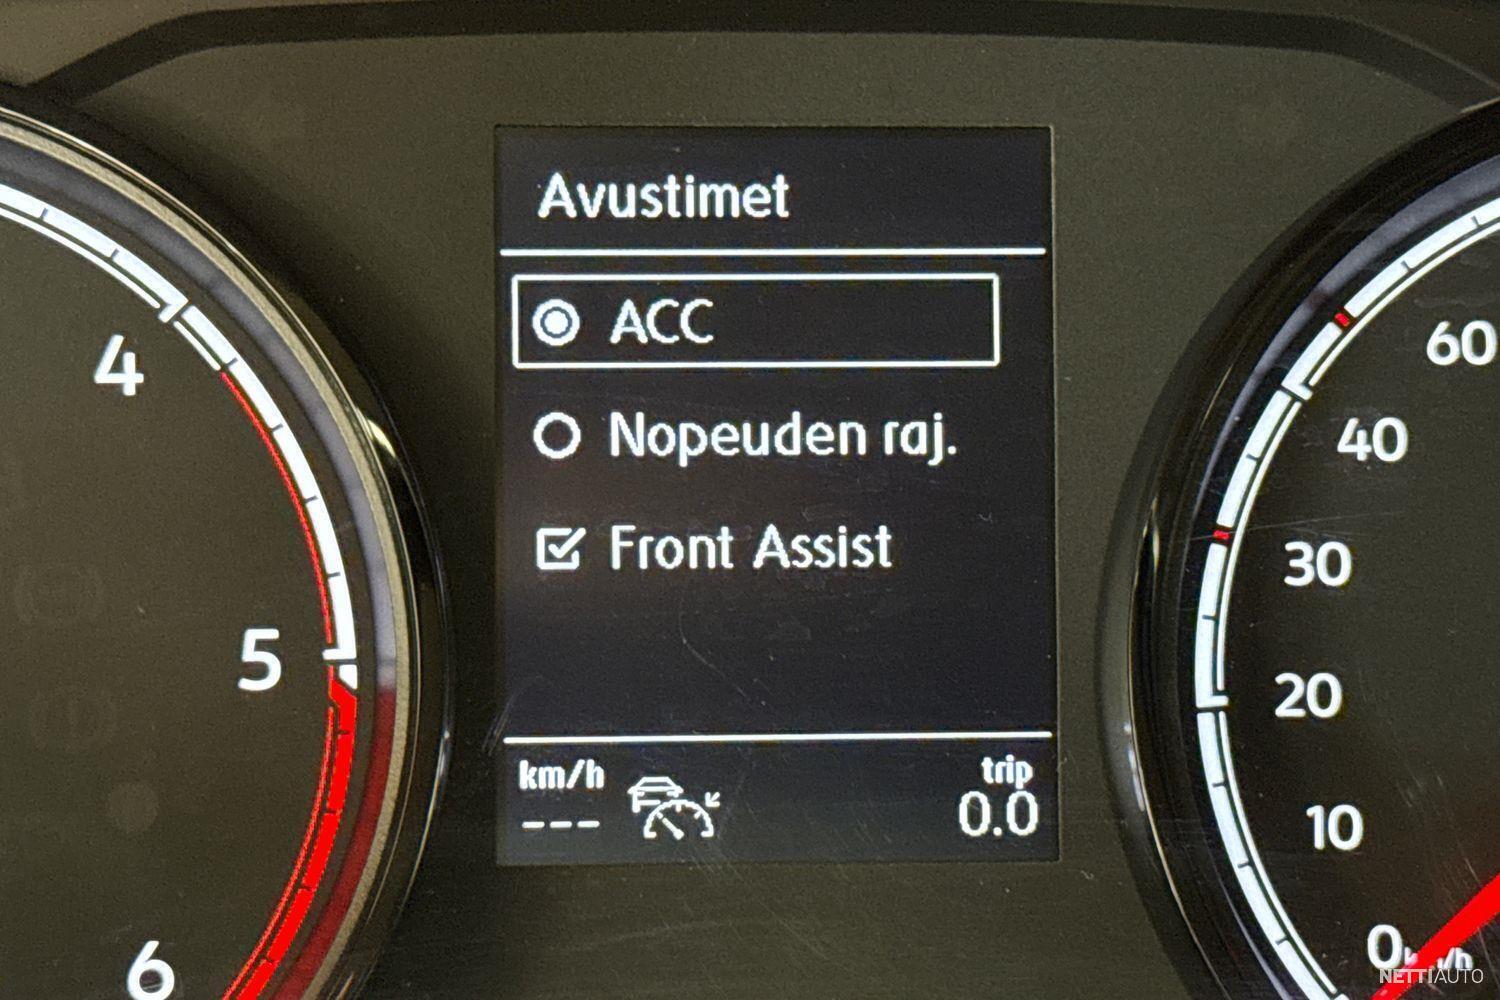 Avustimet
ACC
Nopeuden raj.
Front Assist
km/h
---
trip
0.0
4
5
6
60
40
30
20
10
0
NETTIAUTO